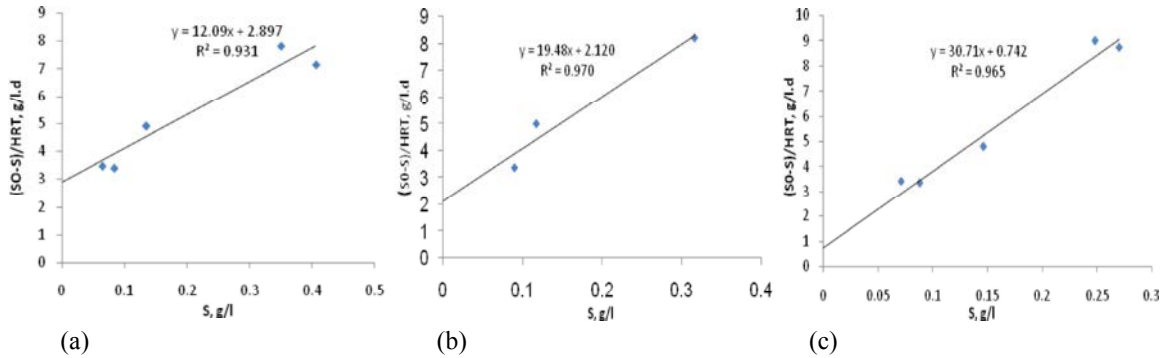 y = 12.09x + 2.897
R² = 0.931
(SO-S)/HRT, g/l.d
9
8
7
6
5
4
3
2
1
0
0 0.1 0.2 0.3 0.4 0.5
S, g/l
(a)
y = 19.48x + 2.120
R² = 0.970
(SO-S)/HRT, g/l.d
9
8
7
6
5
4
3
2
1
0
0 0.1 0.2 0.3 0.4
S,g/l
(b)
y = 30.71x + 0.742
R² = 0.965
(SO-S)/HRT, g/l.d
10
9
8
7
6
5
4
3
2
1
0
0 0.05 0.1 0.15 0.2 0.25 0.3
S, g/l
(c)